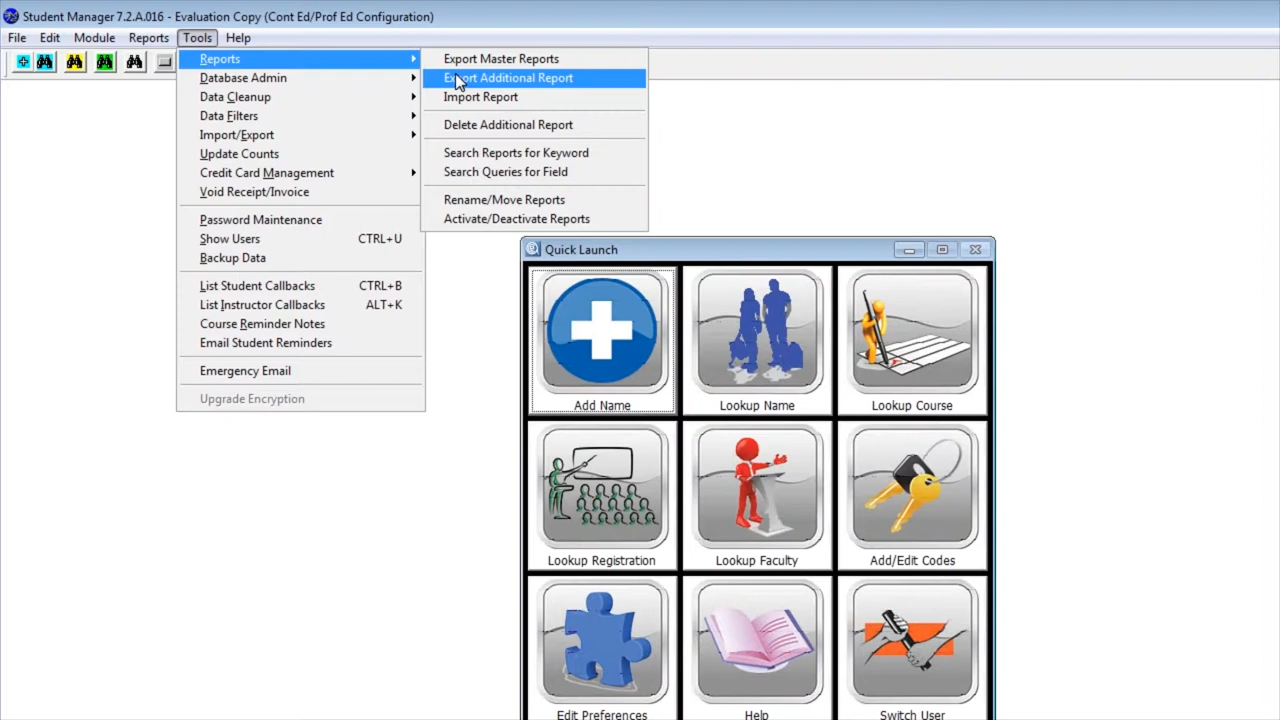 Student Manager 7.2.A.016 - Evaluation Copy (Cont Ed/Prof Ed Configuration)
File Edit Module Reports Tools Help
Reports
Database Admin
Data Cleanup
Data Filters
Import/Export
Update Counts
Credit Card Management
Void Receipt/Invoice
Password Maintenance
Show Users CTRL+U
Backup Data
List Student Callbacks CTRL+B
List Instructor Callbacks ALT+K
Course Reminder Notes
Email Student Reminders
Emergency Email
Upgrade Encryption
Export Master Reports
Export Additional Report
Import Report
Delete Additional Report
Search Reports for Keyword
Search Queries for Field
Rename/Move Reports
Activate/Deactivate Reports
Quick Launch
Add Name Lookup Name Lookup Course
Lookup Registration Lookup Faculty Add/Edit Codes
Edit Preferences Help Switch User